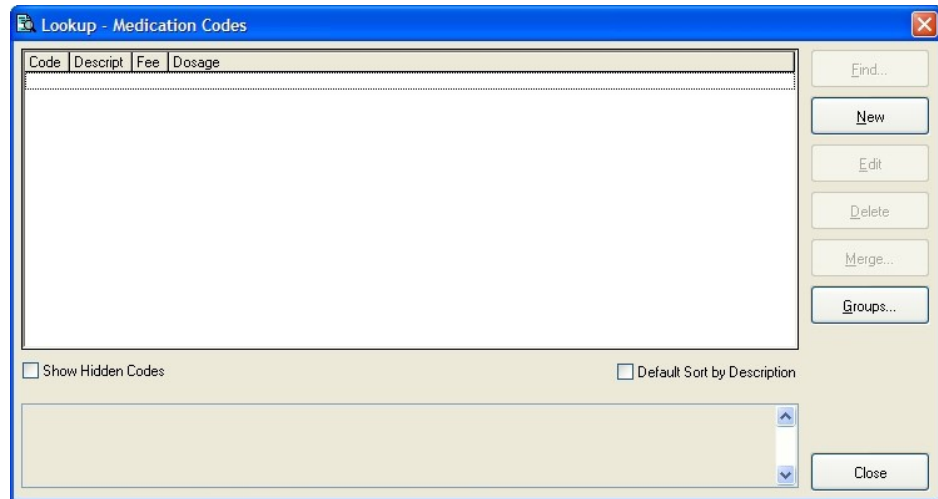 Lookup - Medication Codes
Code Descript Fee Dosage
Find...
New
Edit
Delete
Merge...
Groups...
Show Hidden Codes
Default Sort by Description
Close